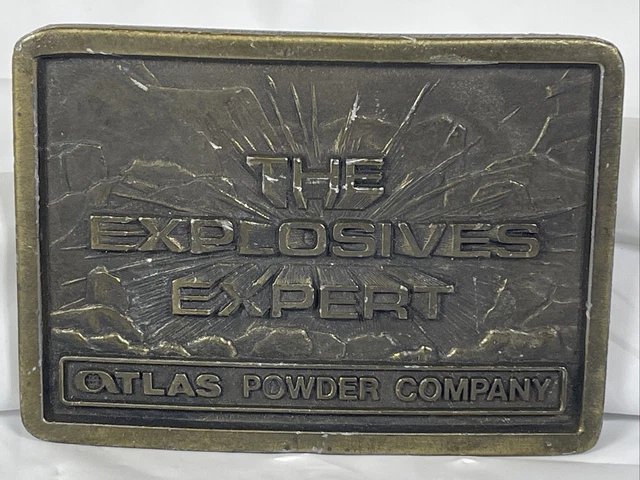 THE
EXPLOSIVES
EXPERT
ATLAS POWDER COMPANY